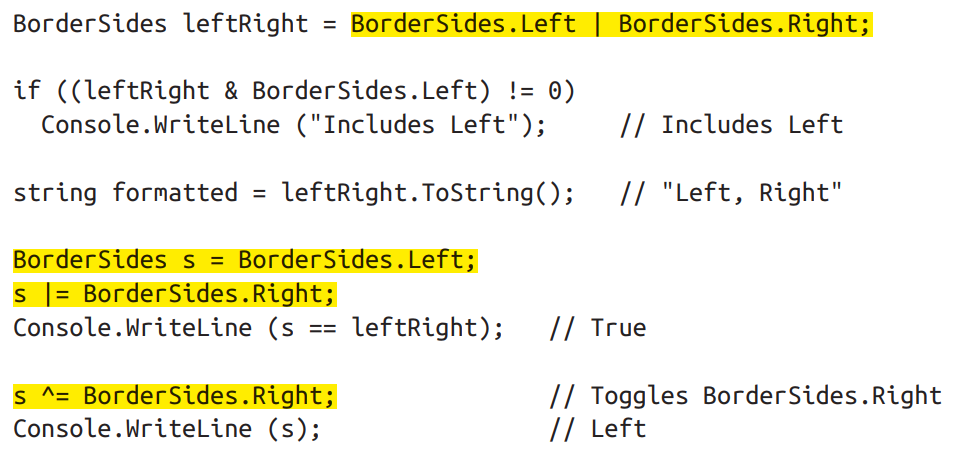 BorderSides leftRight = BorderSides.Left | BorderSides.Right;
if ((leftRight & BorderSides.Left) != 0)
Console.WriteLine ("Includes Left"); // Includes Left
string formatted = leftRight.ToString(); // "Left, Right"
BorderSides s = BorderSides.Left;
s |= BorderSides.Right;
Console.WriteLine (s == leftRight); // True
s ^= BorderSides.Right; // Toggles BorderSides.Right
Console.WriteLine (s); // Left